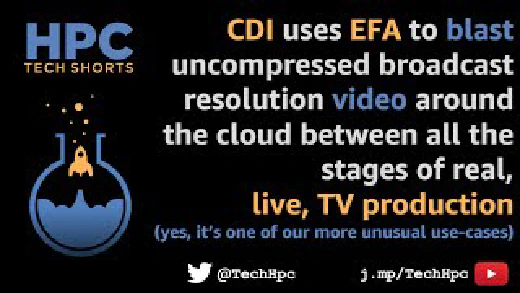 HPC
TECH SHORTS
CDI uses EFA to blast
uncompressed broadcast
resolution video around
the cloud between all the
stages of real,
live, TV production
(yes, it's one of our more unusual use-cases)
@TechHpc
j.mp/TechHpc